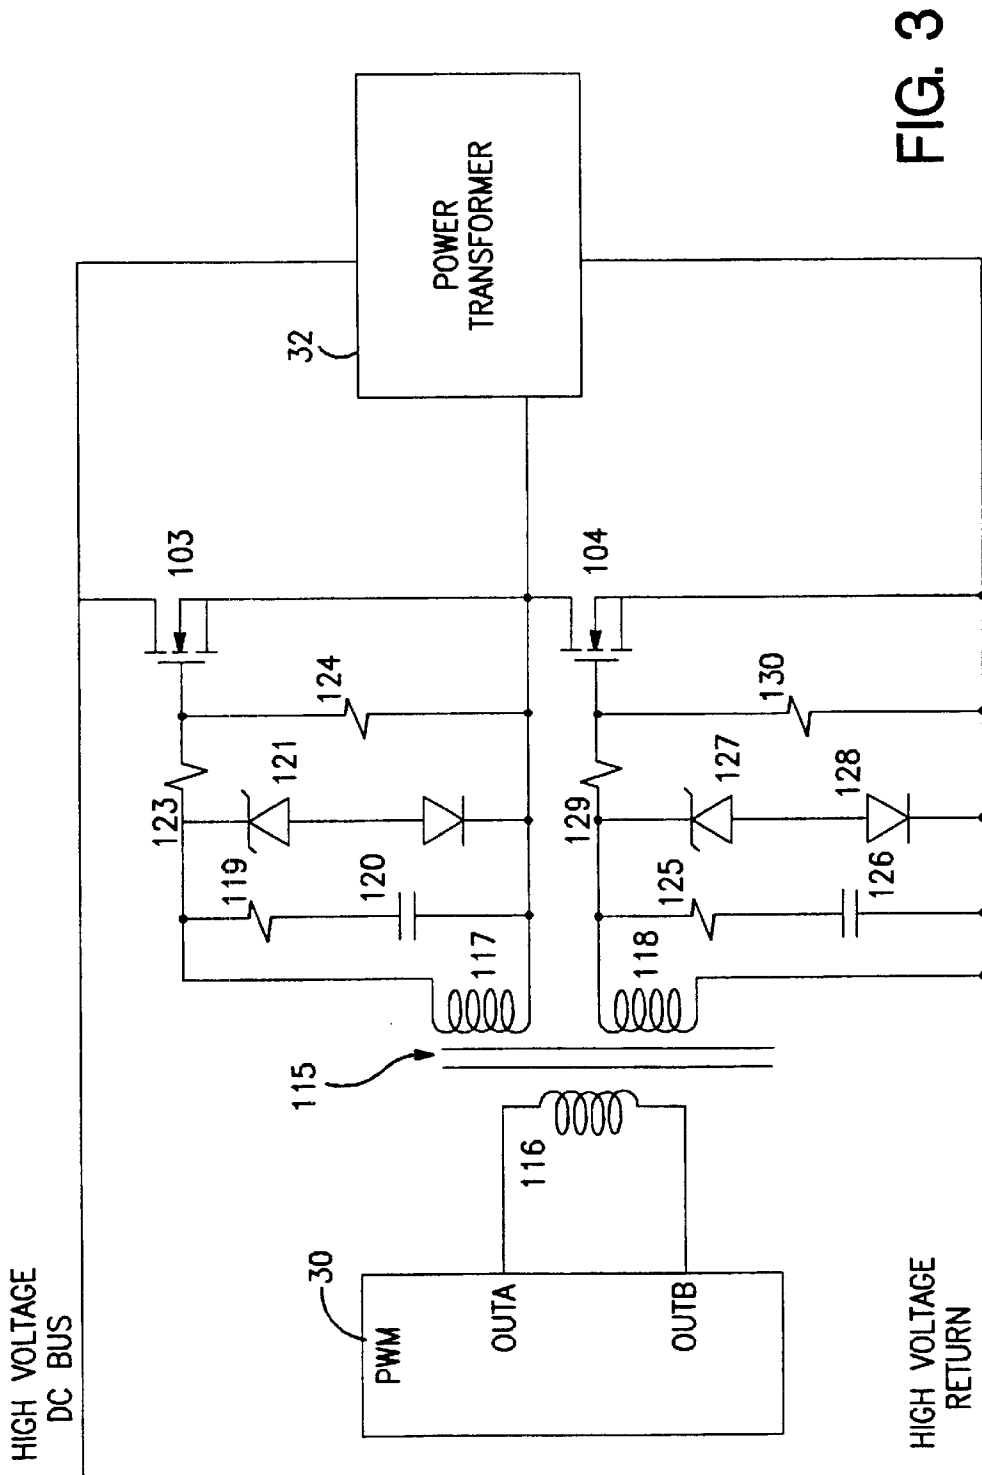 HIGH VOLTAGE
DC BUS
103
124
123
121
119
120
117
115
116
30
PWM
OUTA
OUTB
32
POWER
TRANSFORMER
104
130
129
127
128
125
126
118
HIGH VOLTAGE
RETURN
FIG. 3